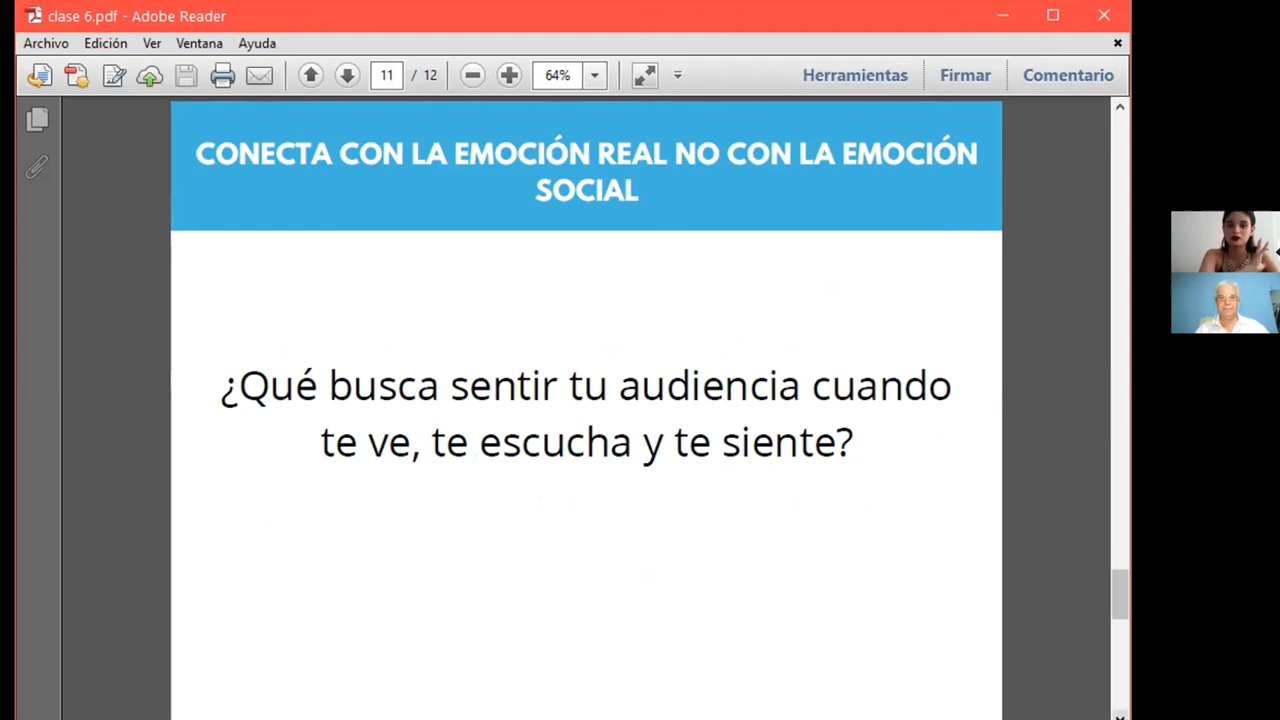 clase 6.pdf - Adobe Reader
Archivo Edición Ver Ventana Ayuda
11 / 12 64% Herramientas Firmar Comentario
CONECTA CON LA EMOCIÓN REAL NO CON LA EMOCIÓN
SOCIAL
¿Qué busca sentir tu audiencia cuando
te ve, te escucha y te siente?